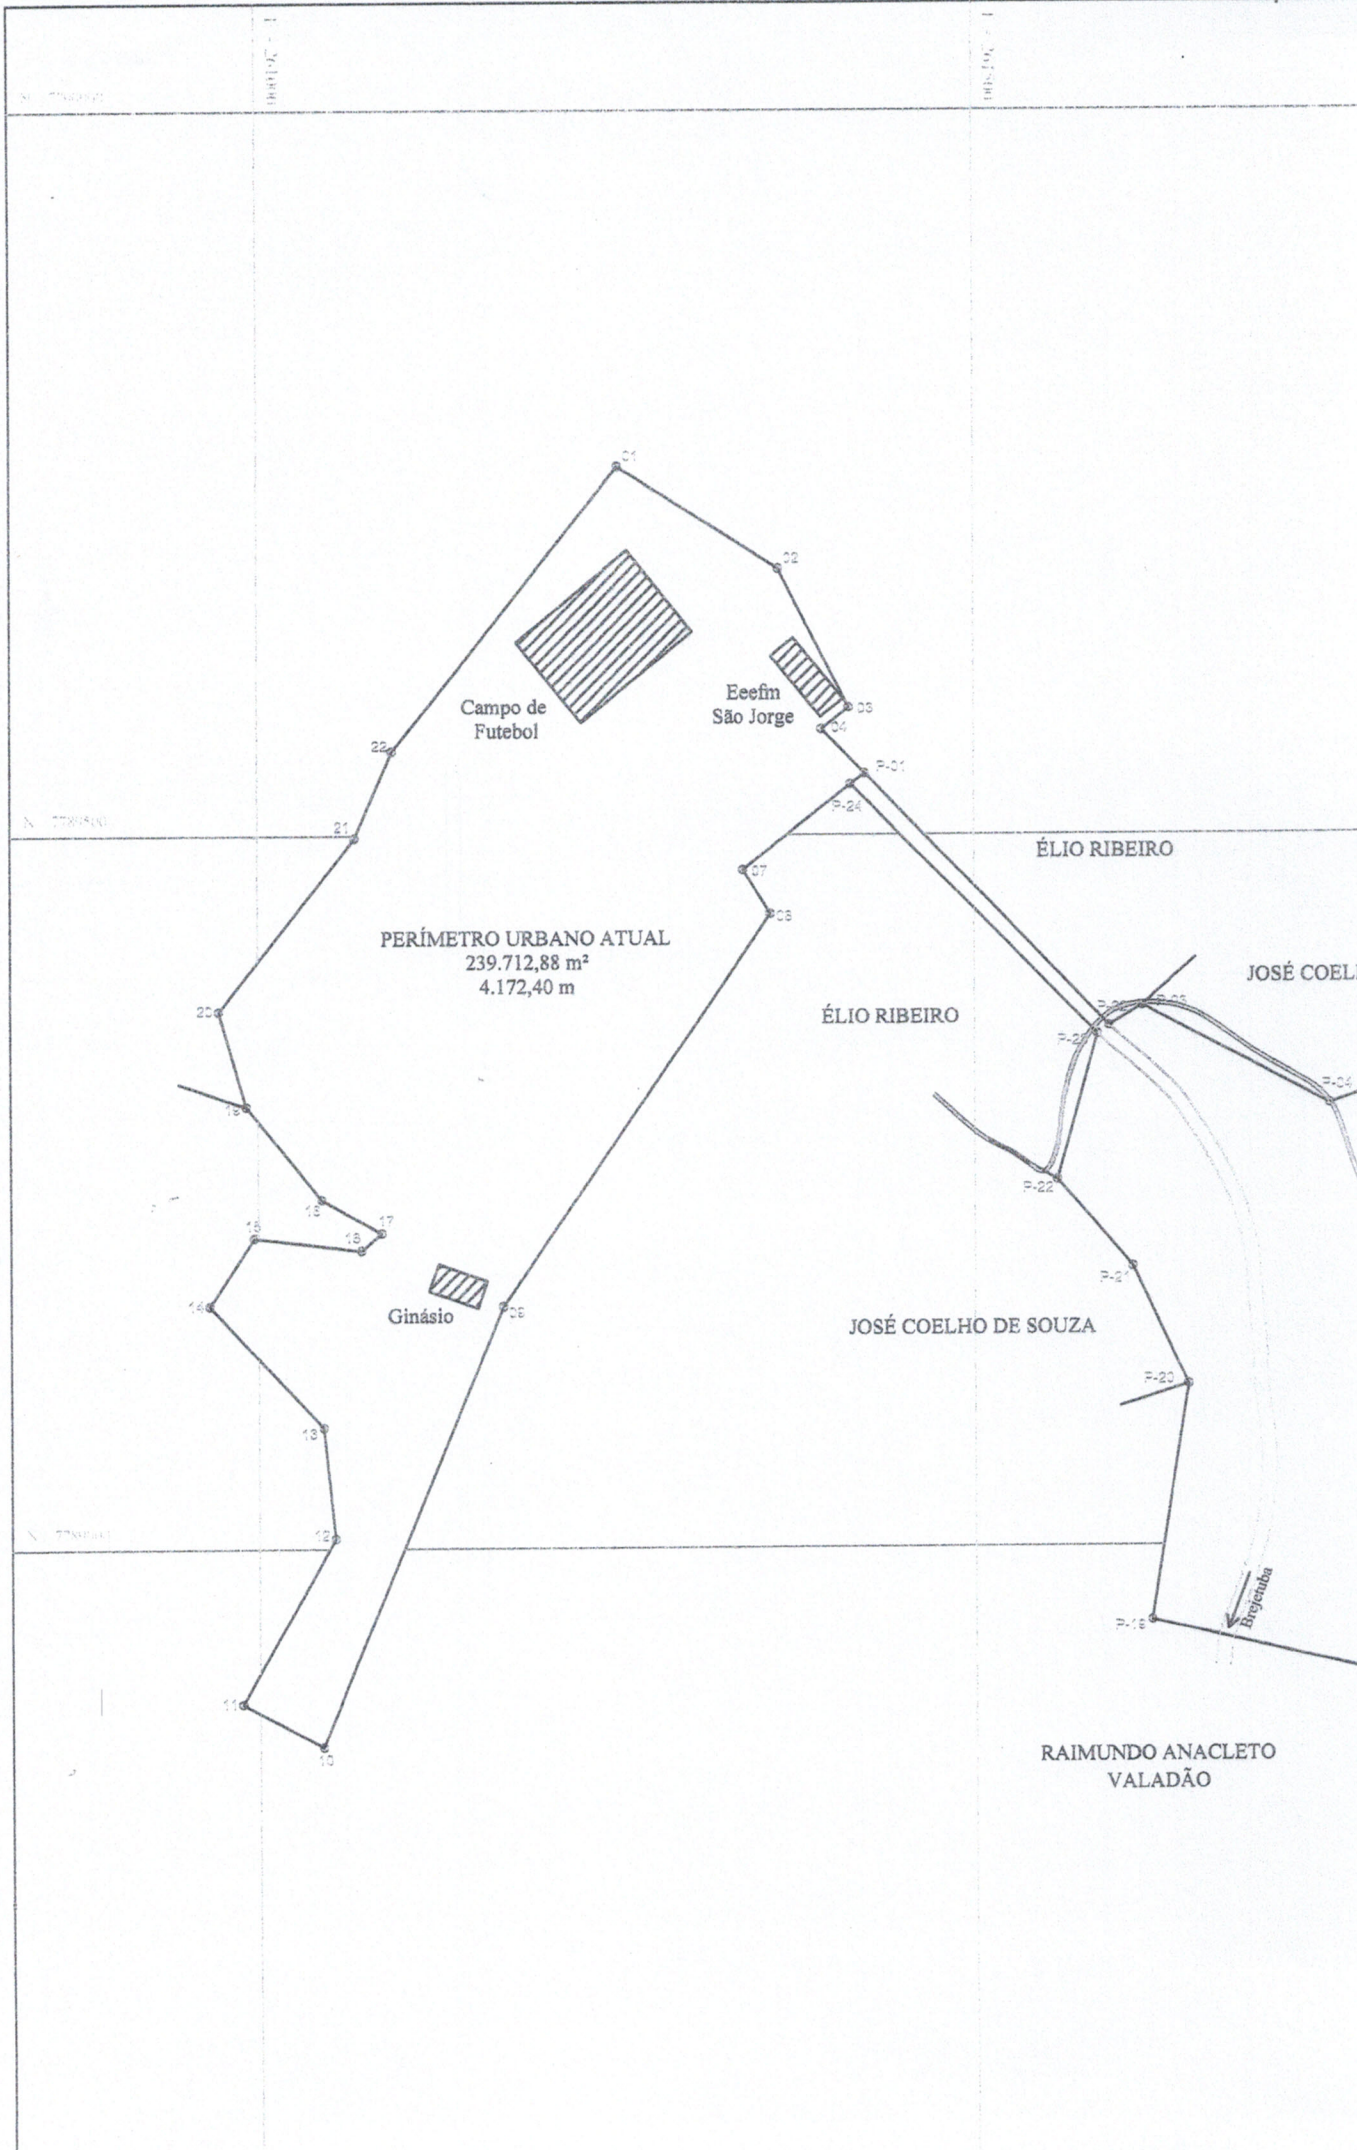 01
02
Campo de
Futebol
Eeefm
São Jorge
03
04
22
P-01
P-24
21
ÉLIO RIBEIRO
07
08
PERÍMETRO URBANO ATUAL
239.712,88 m²
4.172,40 m
JOSÉ COEL
20
ÉLIO RIBEIRO
P-03
P-04
19
P-22
18
17
15
16
P-21
14
09
Ginásio
JOSÉ COELHO DE SOUZA
P-20
13
12
Brejetuba
P-19
11
10
RAIMUNDO ANACLETO
VALADÃO